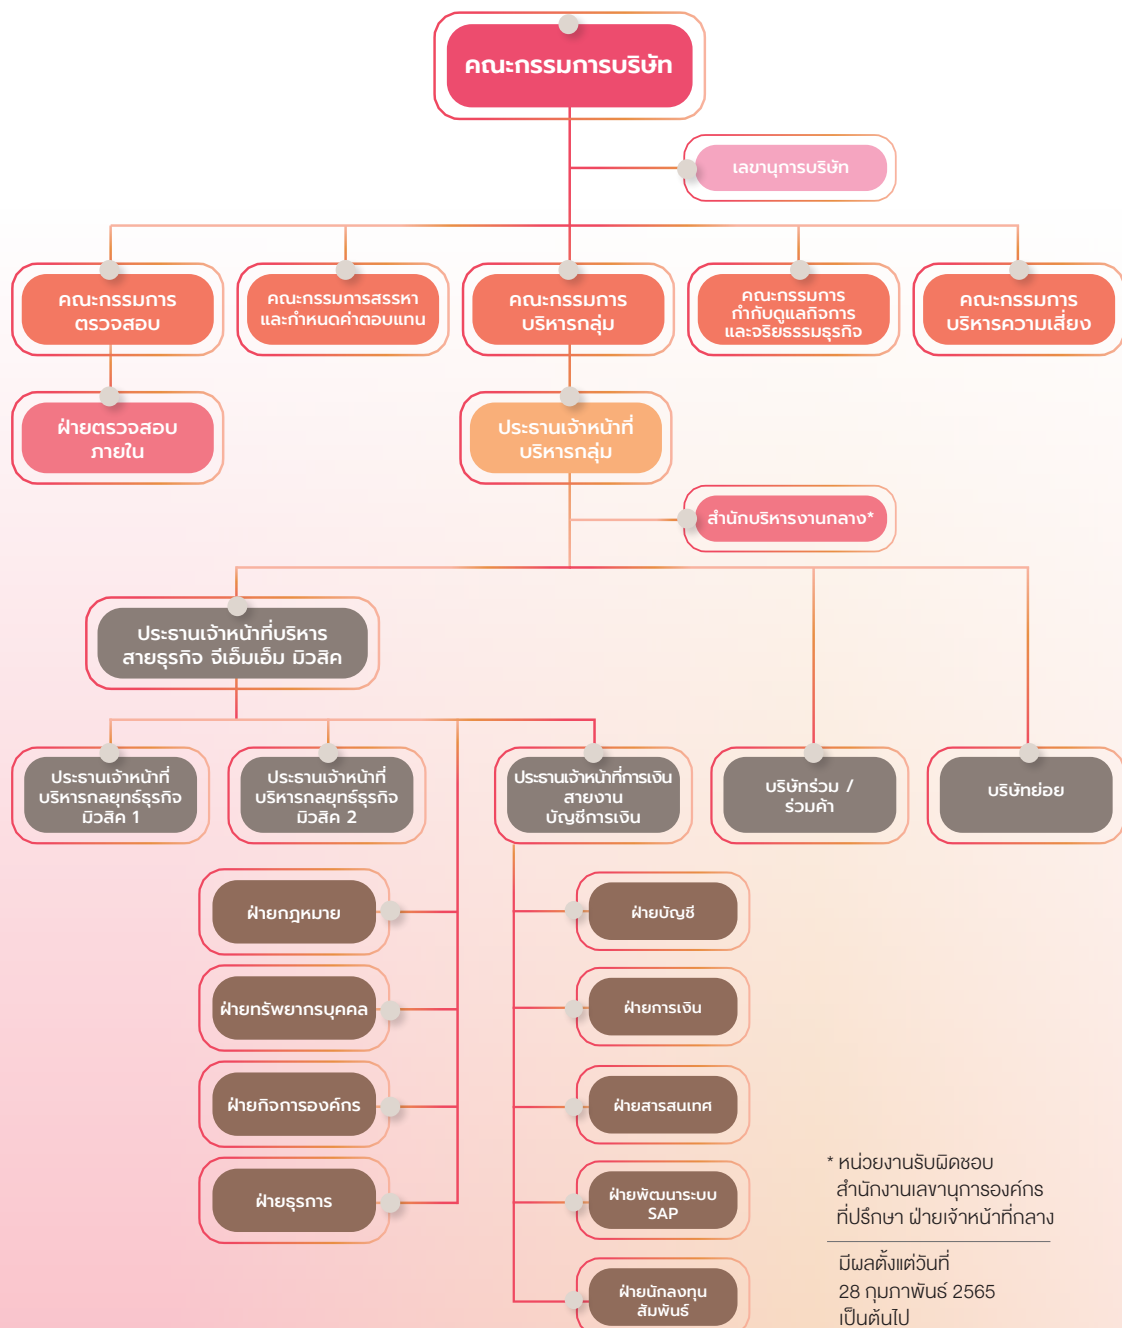 คณะกรรมการบริษัท
เลขานุการบริษัท
คณะกรรมการ
ตรวจสอบ
คณะกรรมการสรรหา
และกำหนดค่าตอบแทน
คณะกรรมการ
บริหารกลุ่ม
คณะกรรมการ
กำกับดูแลกิจการ
และจริยธรรมธุรกิจ
คณะกรรมการ
บริหารความเสี่ยง
ฝ่ายตรวจสอบ
ภายใน
ประธานเจ้าหน้าที่
บริหารกลุ่ม
สำนักบริหารงานกลาง*
ประธานเจ้าหน้าที่บริหาร
สายธุรกิจ จีเอ็มเอ็ม มิวสิค
ประธานเจ้าหน้าที่
บริหารกลยุทธ์ธุรกิจ
มิวสิค 1
ประธานเจ้าหน้าที่
บริหารกลยุทธ์ธุรกิจ
มิวสิค 2
ประธานเจ้าหน้าที่การเงิน
สายงาน
บัญชีการเงิน
บริษัทร่วม /
ร่วมค้า
บริษัทย่อย
ฝ่ายกฎหมาย
ฝ่ายทรัพยากรบุคคล
ฝ่ายกิจการองค์กร
ฝ่ายธุรการ
ฝ่ายบัญชี
ฝ่ายการเงิน
ฝ่ายสารสนเทศ
ฝ่ายพัฒนาระบบ
SAP
ฝ่ายนักลงทุน
สัมพันธ์
* หน่วยงานรับผิดชอบ
สำนักงานเลขานุการองค์กร
ที่ปรึกษา ฝ่ายเจ้าหน้าที่กลาง
มีผลตั้งแต่วันที่
28 กุมภาพันธ์ 2565
เป็นต้นไป